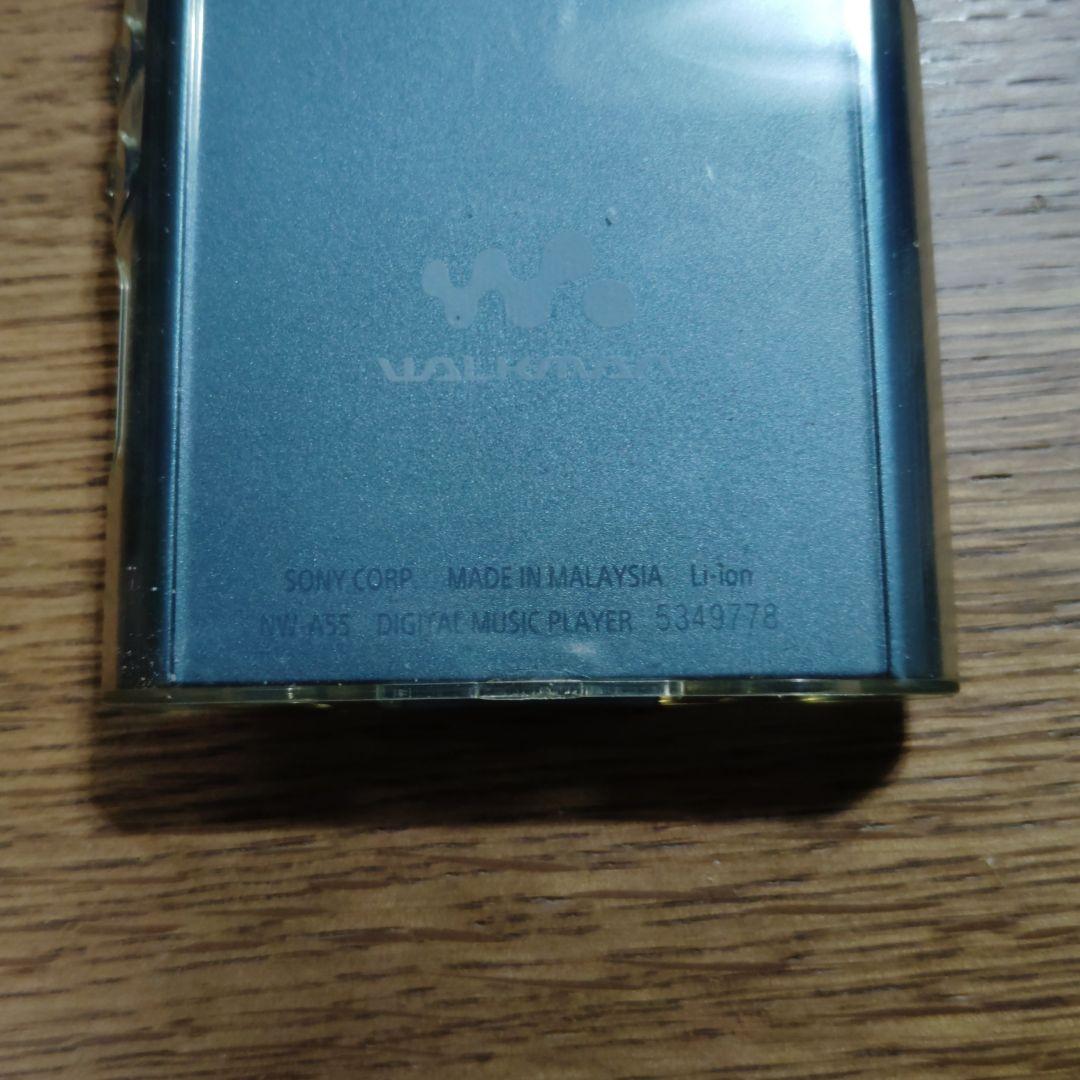 WALKMAN
SONY CORP MADE IN MALAYSIA Li-ion
NW-A55 DIGITAL MUSIC PLAYER 5349778